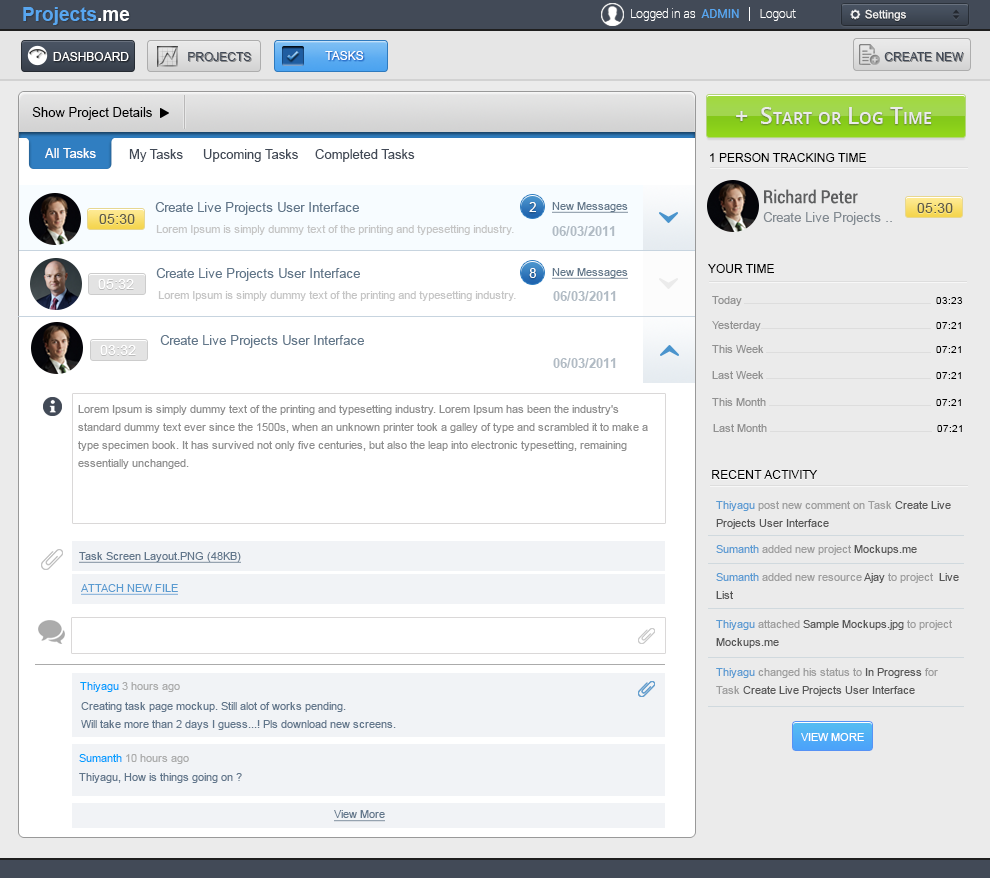 Projects.me
Logged in as ADMIN | Logout
Settings
DASHBOARD
PROJECTS
TASKS
CREATE NEW
Show Project Details ▶
All Tasks
My Tasks
Upcoming Tasks
Completed Tasks
05:30
Create Live Projects User Interface
Lorem Ipsum is simply dummy text of the printing and typesetting industry.
2
New Messages
06/03/2011
05:32
Create Live Projects User Interface
Lorem Ipsum is simply dummy text of the printing and typesetting industry.
8
New Messages
06/03/2011
03:32
Create Live Projects User Interface
06/03/2011
Lorem Ipsum is simply dummy text of the printing and typesetting industry. Lorem Ipsum has been the industry's
standard dummy text ever since the 1500s, when an unknown printer took a galley of type and scrambled it to make a
type specimen book. It has survived not only five centuries, but also the leap into electronic typesetting, remaining
essentially unchanged.
Task Screen Layout.PNG (48KB)
ATTACH NEW FILE
Thiyagu 3 hours ago
Creating task page mockup. Still alot of works pending.
Will take more than 2 days I guess...! Pls download new screens.
Sumanth 10 hours ago
Thiyagu, How is things going on ?
View More
+ START OR LOG TIME
1 PERSON TRACKING TIME
Richard Peter
Create Live Projects ..
05:30
YOUR TIME
Today 03:23
Yesterday 07:21
This Week 07:21
Last Week 07:21
This Month 07:21
Last Month 07:21
RECENT ACTIVITY
Thiyagu post new comment on Task Create Live
Projects User Interface
Sumanth added new project Mockups.me
Sumanth added new resource Ajay to project Live
List
Thiyagu attached Sample Mockups.jpg to project
Mockups.me
Thiyagu changed his status to In Progress for
Task Create Live Projects User Interface
VIEW MORE